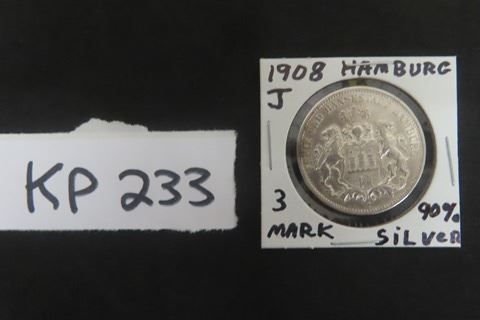 KP 233
1908 HAMBURG
J
3
90%
MARK SILVER